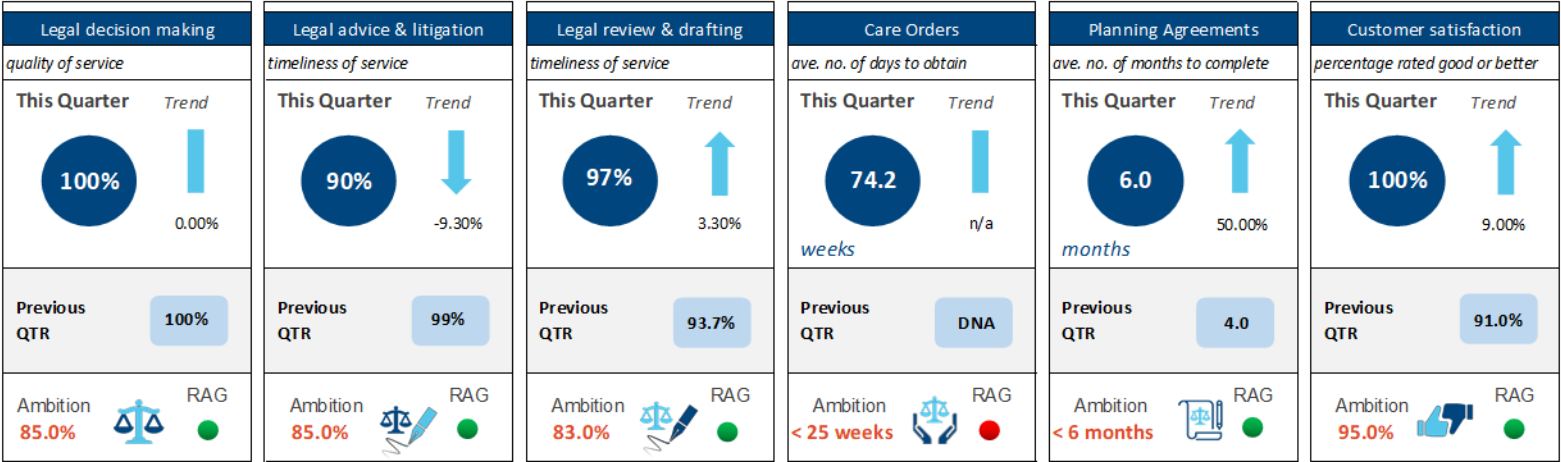 Legal decision making
quality of service
This Quarter Trend
100%
0.00%
Previous
QTR
100%
Ambition
85.0%
RAG
Legal advice & litigation
timeliness of service
This Quarter Trend
90%
-9.30%
Previous
QTR
99%
Ambition
85.0%
RAG
Legal review & drafting
timeliness of service
This Quarter Trend
97%
3.30%
Previous
QTR
93.7%
Ambition
83.0%
RAG
Care Orders
ave. no. of days to obtain
This Quarter Trend
74.2
n/a
weeks
Previous
QTR
DNA
Ambition
< 25 weeks
RAG
Planning Agreements
ave. no. of months to complete
This Quarter Trend
6.0
50.00%
months
Previous
QTR
4.0
Ambition
< 6 months
RAG
Customer satisfaction
percentage rated good or better
This Quarter Trend
100%
9.00%
Previous
QTR
91.0%
Ambition
95.0%
RAG